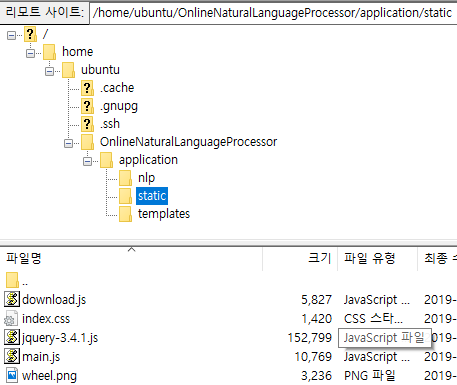 리모트 사이트: /home/ubuntu/OnlineNaturalLanguageProcessor/application/static
? /
home
ubuntu
? .cache
? .gnupg
? .ssh
OnlineNaturalLanguageProcessor
application
nlp
static
templates
파일명 크기 파일 유형 최종 수
..
download.js 5,827 JavaScript ... 2019-
index.css 1,420 CSS 스타... 2019-
jquery-3.4.1.js 152,799 JavaScript 파일 2019-
main.js 10,769 JavaScript ... 2019-
wheel.png 3,236 PNG 파일 2019-